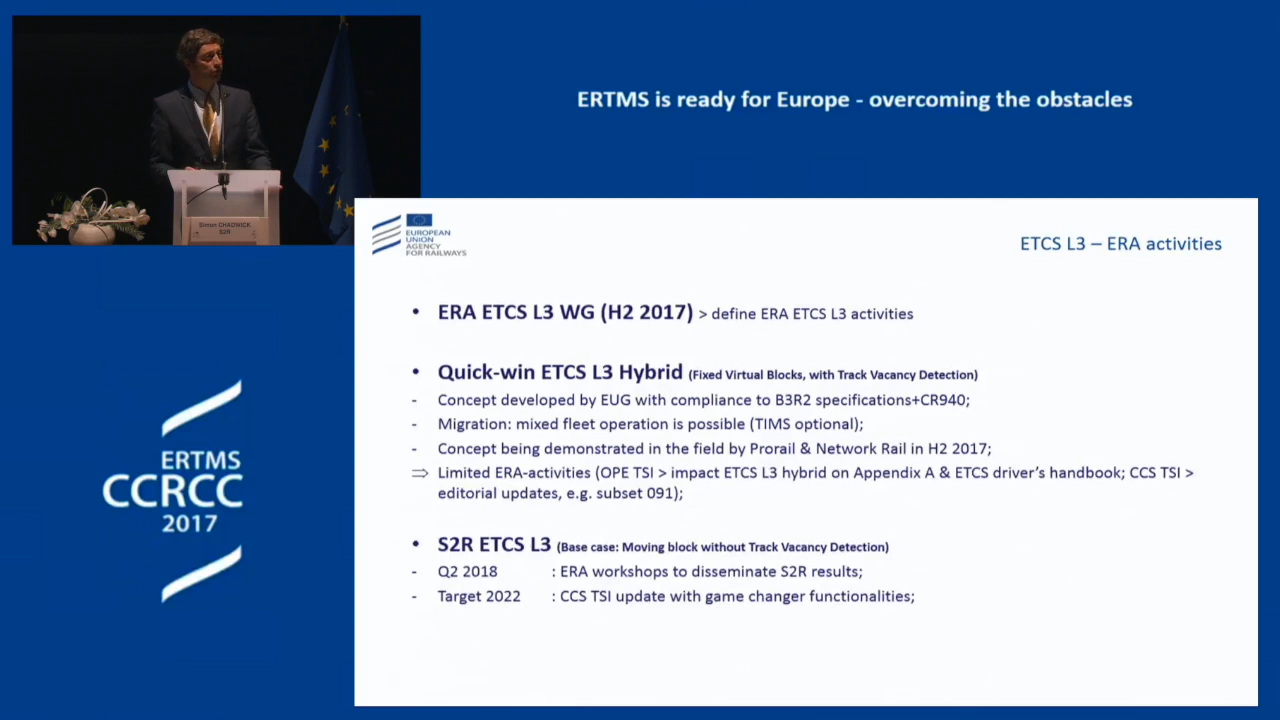 ERTMS is ready for Europe - overcoming the obstacles
Simon CHADWICK,
S2R
EUROPEAN
UNION
AGENCY
FOR RAILWAYS
ETCS L3 – ERA activities
• ERA ETCS L3 WG (H2 2017) > define ERA ETCS L3 activities
• Quick-win ETCS L3 Hybrid (Fixed Virtual Blocks, with Track Vacancy Detection)
- Concept developed by EUG with compliance to B3R2 specifications+CR940;
- Migration: mixed fleet operation is possible (TIMS optional);
- Concept being demonstrated in the field by Prorail & Network Rail in H2 2017;
⇒ Limited ERA-activities (OPE TSI > impact ETCS L3 hybrid on Appendix A & ETCS driver's handbook; CCS TSI >
editorial updates, e.g. subset 091);
• S2R ETCS L3 (Base case: Moving block without Track Vacancy Detection)
- Q2 2018 : ERA workshops to disseminate S2R results;
- Target 2022 : CCS TSI update with game changer functionalities;
ERTMS
CCRCC
2017